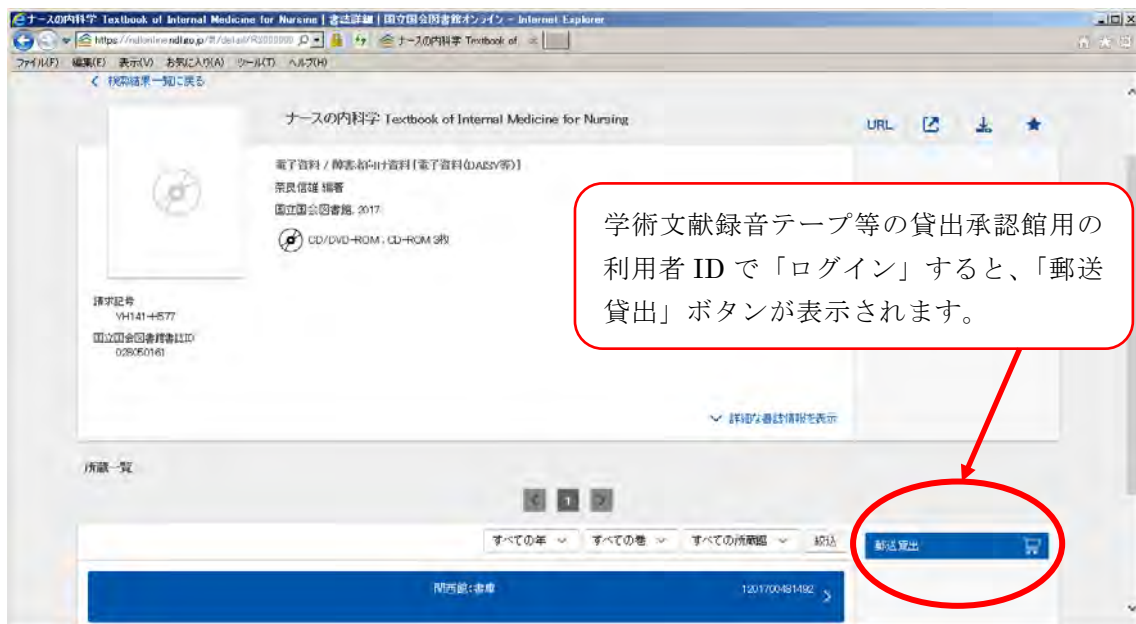 ナースの内科学 Textbook of Internal Medicine for Nursing | 書誌詳細 | 国立国会図書館オンライン - Internet Explorer
ナースの内科学 Textbook of
ファイル(F) 編集(E) 表示(V) お気に入り(A) ツール(T) ヘルプ(H)
検索結果一覧に戻る
ナースの内科学 Textbook of Internal Medicine for Nursing
URL
電子資料 / 障害者向け資料 [電子資料(DAISY等)]
奈良信雄 編著
国立国会図書館, 2017
CD/DVD-ROM , CD-ROM 3枚
学術文献録音テープ等の貸出承認館用の
利用者 ID で「ログイン」すると、「郵送
貸出」ボタンが表示されます。
請求記号
YH141-H577
国立国会図書館書誌ID
028050161
詳細な書誌情報を表示
所蔵一覧
1
すべての年 すべての巻 すべての所蔵館 絞込
郵送貸出
関西館:書庫 1201700481492